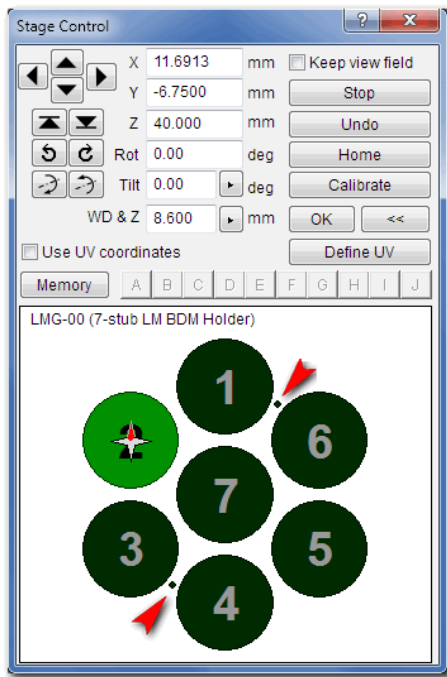 Stage Control ? X
X 11.6913 mm Keep view field
Y -6.7500 mm Stop
Z 40.000 mm Undo
Rot 0.00 deg Home
Tilt 0.00 deg Calibrate
WD & Z 8.600 mm OK <<
Use UV coordinates Define UV
Memory A B C D E F G H I J
LMG-00 (7-stub LM BDM Holder)
1
2 6
7
3 5
4